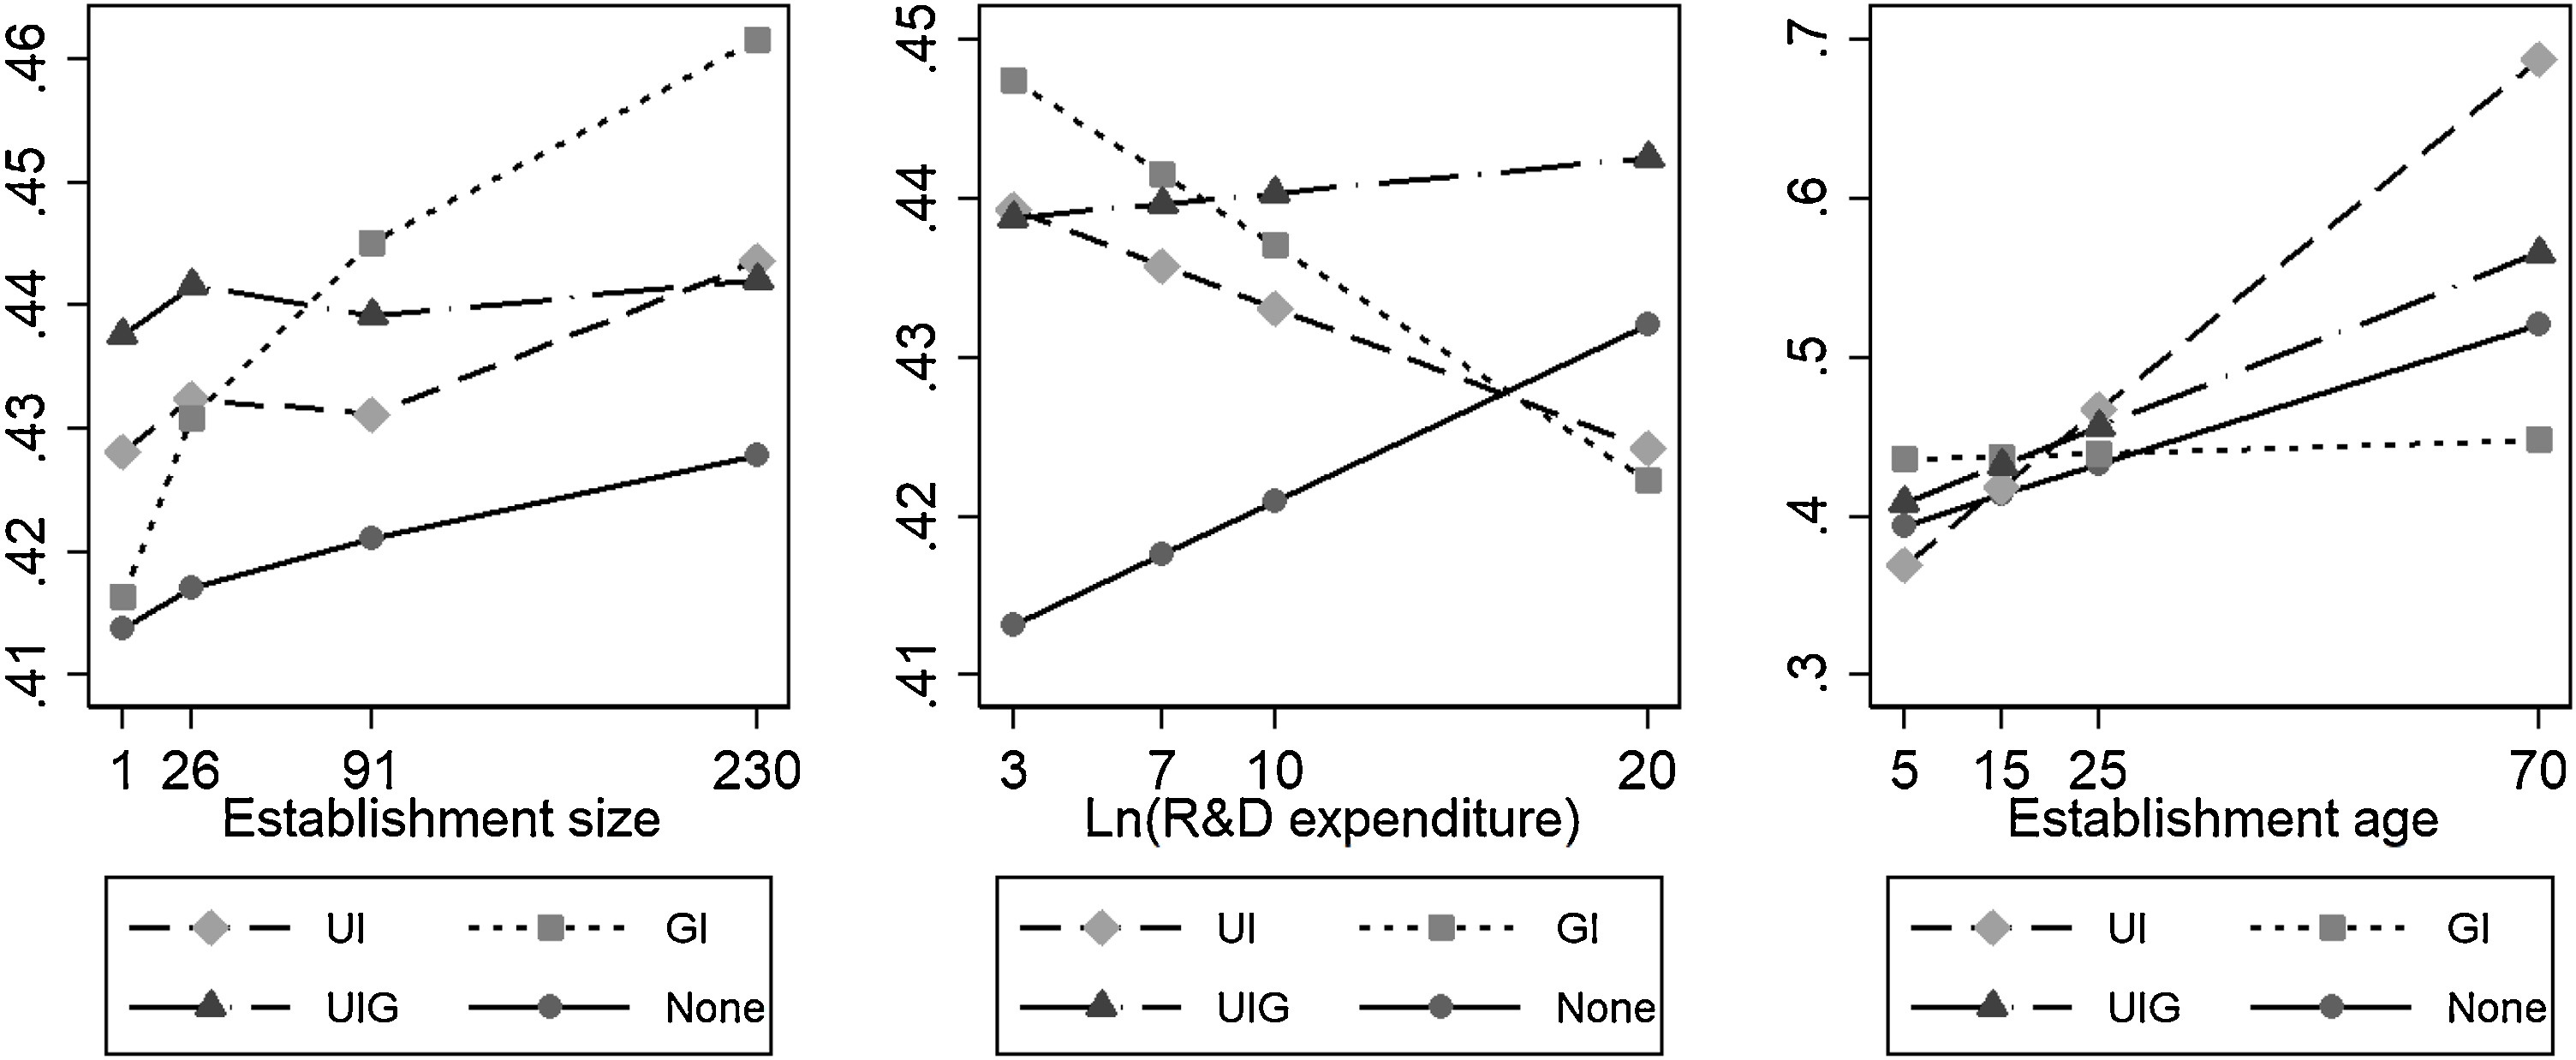 .46
.45
.44
.43
.42
.41
1 26 91 230
Establishment size
UI GI
UIG None
.45
.44
.43
.42
.41
3 7 10 20
Ln(R&D expenditure)
UI GI
UIG None
.7
.6
.5
.4
.3
5 15 25 70
Establishment age
UI GI
UIG None